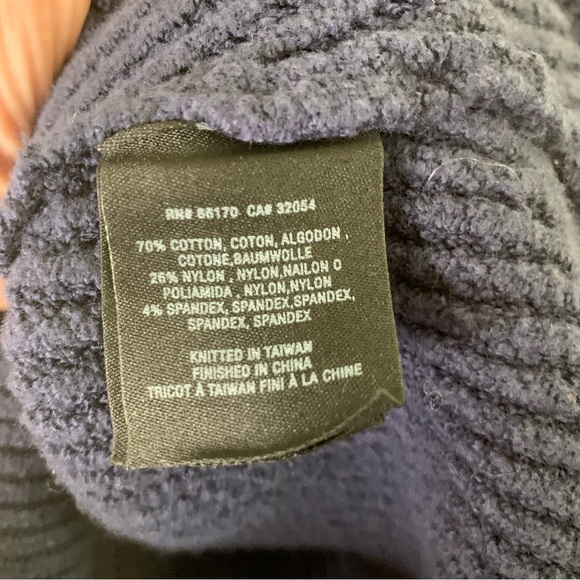 RN# 86170 CA# 32054
70% COTTON, COTON, ALGODON ,
COTONE,BAUMWOLLE
26% NYLON , NYLON,NAILON O
POLIAMIDA , NYLON,NYLON
4% SPANDEX, SPANDEX,SPANDEX,
SPANDEX, SPANDEX
KNITTED IN TAIWAN
FINISHED IN CHINA
TRICOT À TAIWAN FINI À LA CHINE